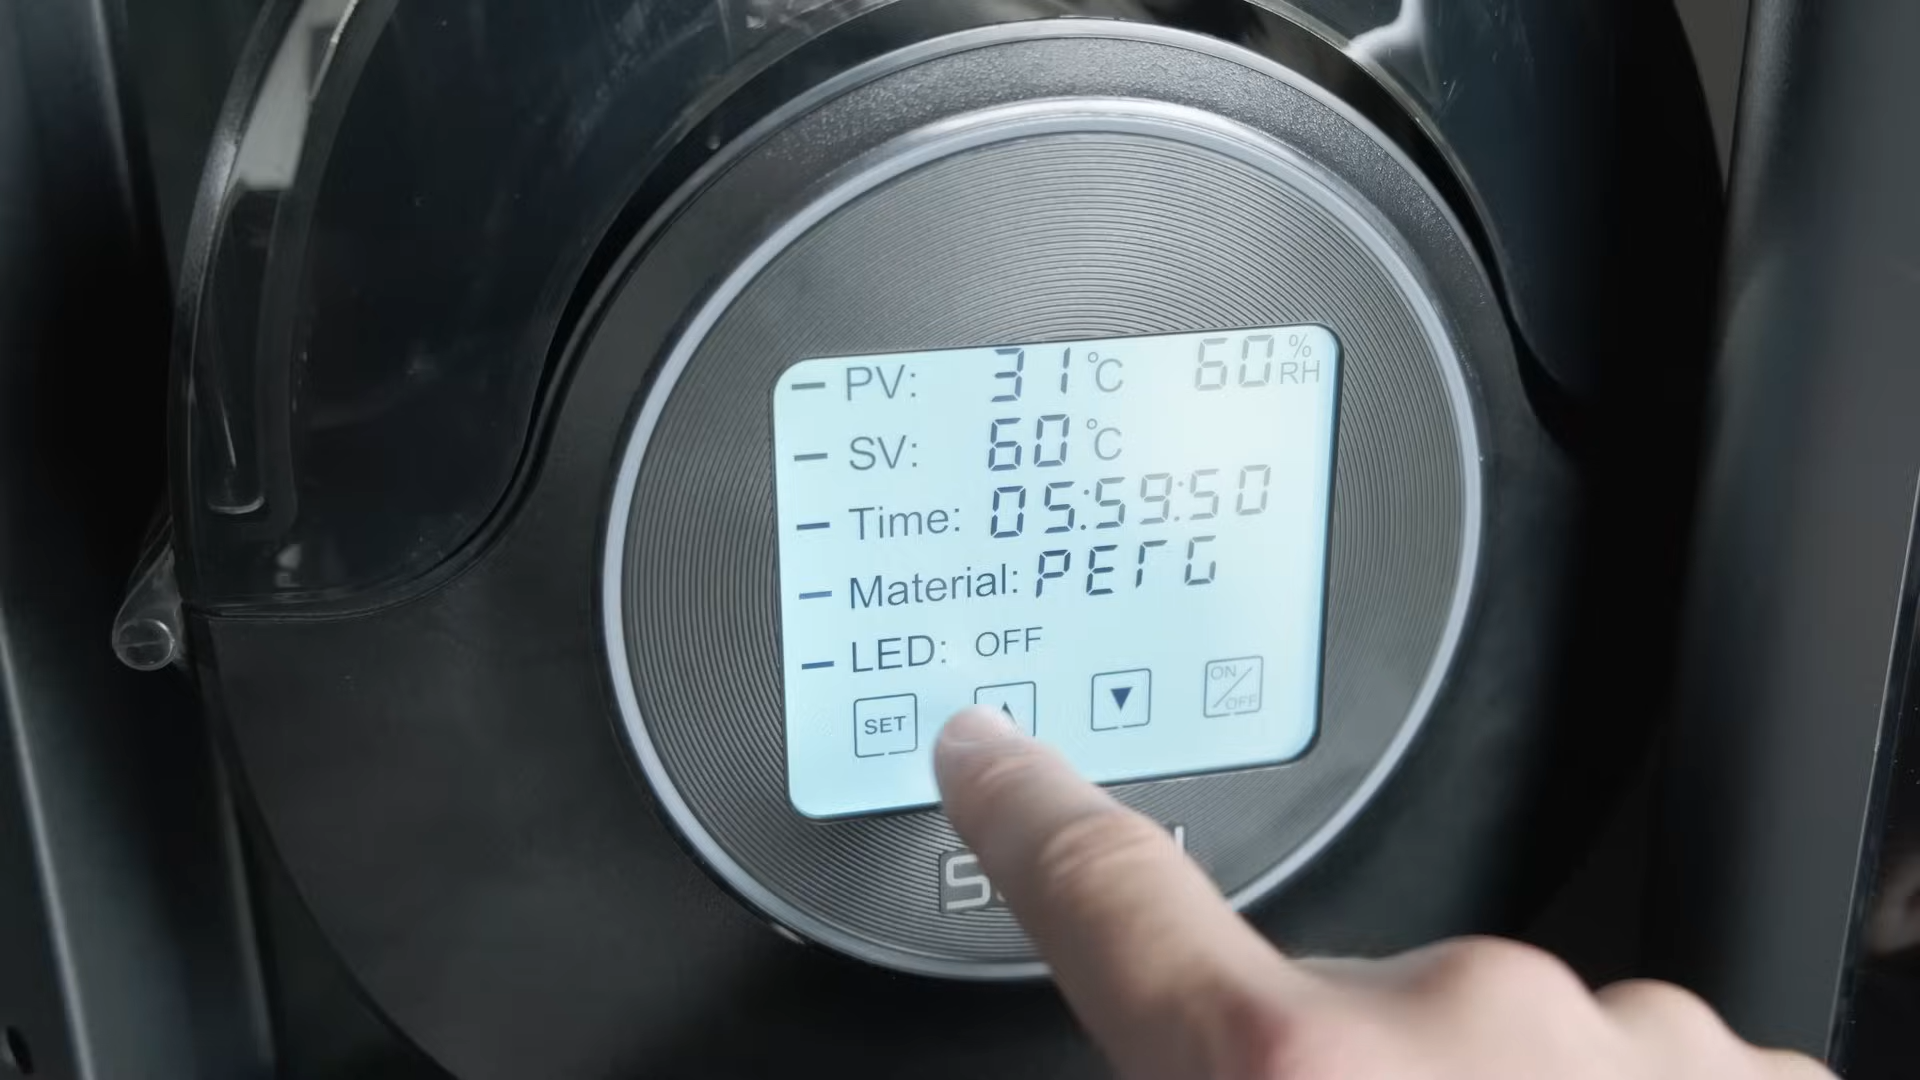 PV: 31 °C 60 % RH
SV: 60 °C
Time: 05:59:50
Material: PETG
LED: OFF
SET ▲ ▼ ON/OFF